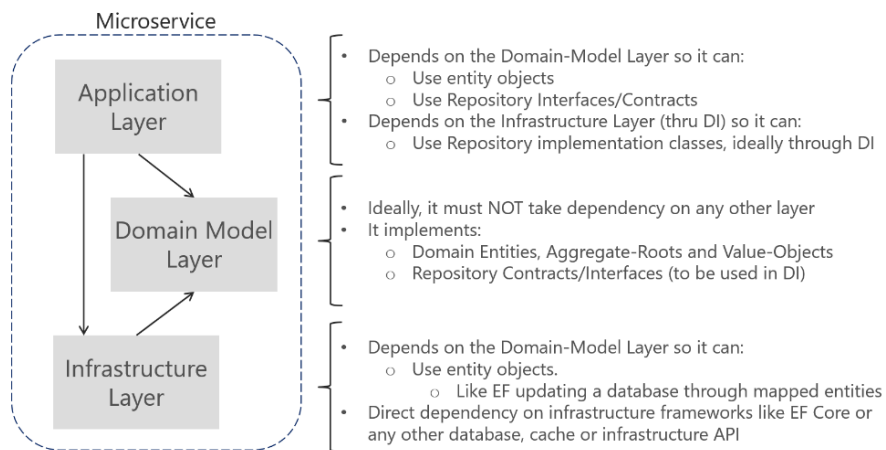 Microservice
Application
Layer
Domain Model
Layer
Infrastructure
Layer
• Depends on the Domain-Model Layer so it can:
o Use entity objects
o Use Repository Interfaces/Contracts
• Depends on the Infrastructure Layer (thru DI) so it can:
o Use Repository implementation classes, ideally through DI
• Ideally, it must NOT take dependency on any other layer
• It implements:
o Domain Entities, Aggregate-Roots and Value-Objects
o Repository Contracts/Interfaces (to be used in DI)
• Depends on the Domain-Model Layer so it can:
o Use entity objects.
o Like EF updating a database through mapped entities
• Direct dependency on infrastructure frameworks like EF Core or
any other database, cache or infrastructure API